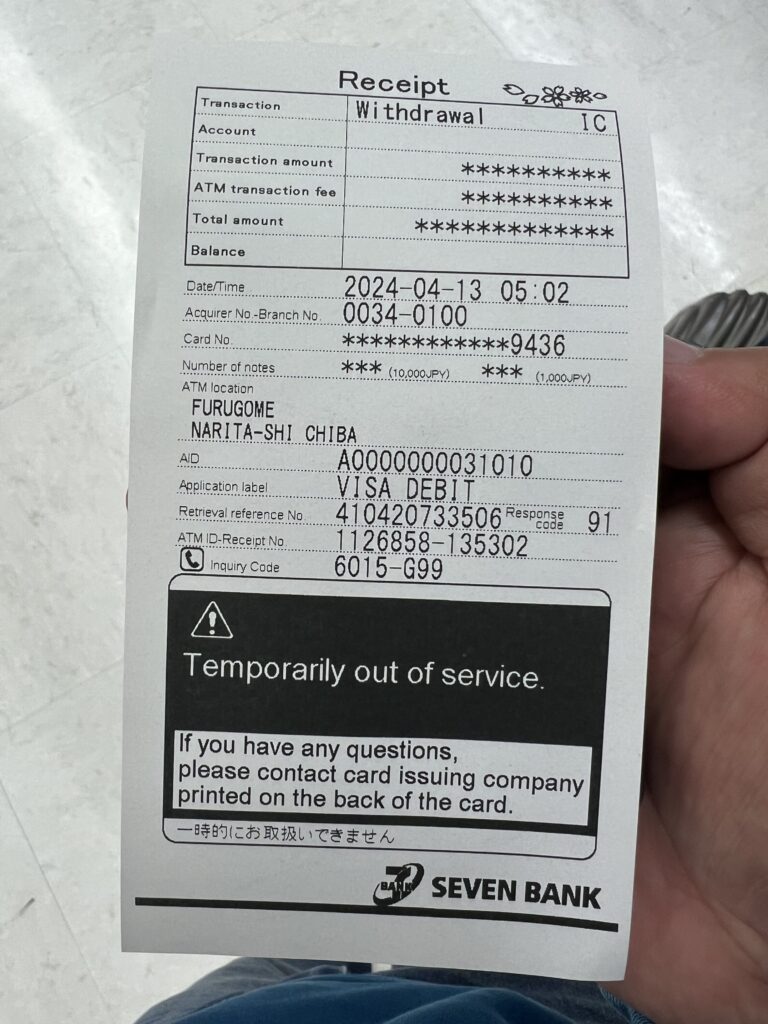 Receipt
Transaction Withdrawal IC
Account
Transaction amount **********
ATM transaction fee **********
Total amount *************
Balance
Date/Time 2024-04-13 05:02
Acquirer No.-Branch No. 0034-0100
Card No. ************9436
Number of notes *** (10,000JPY) *** (1,000JPY)
ATM location
FURUGOME
NARITA-SHI CHIBA
AID A0000000031010
Application label VISA DEBIT
Retrieval reference No. 410420733506 Response code 91
ATM ID-Receipt No. 1126858-135302
Inquiry Code 6015-G99
Temporarily out of service.
If you have any questions,
please contact card issuing company
printed on the back of the card.
一時的にお取扱いできません
7 BANK SEVEN BANK